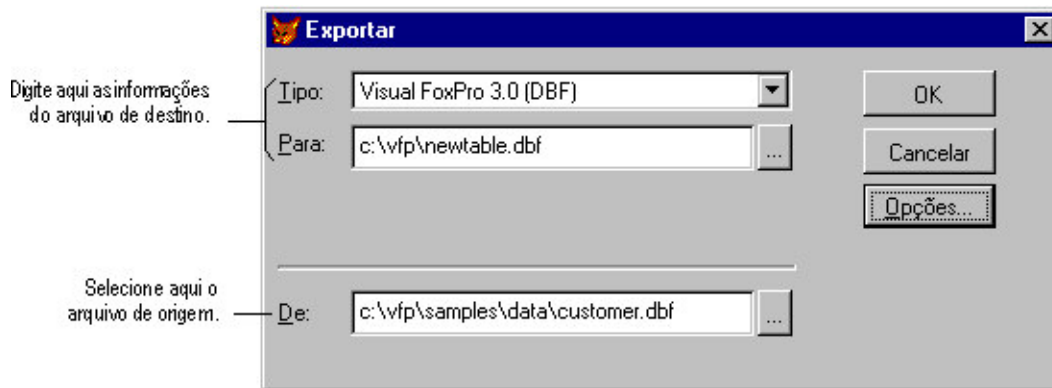 Exportar
Digite aqui as informações
do arquivo de destino.
Tipo:
Visual FoxPro 3.0 (DBF)
OK
Para:
c:\vfp\newtable.dbf
...
Cancelar
Opções...
Selecione aqui o
arquivo de origem.
De:
c:\vfp\samples\data\customer.dbf
...